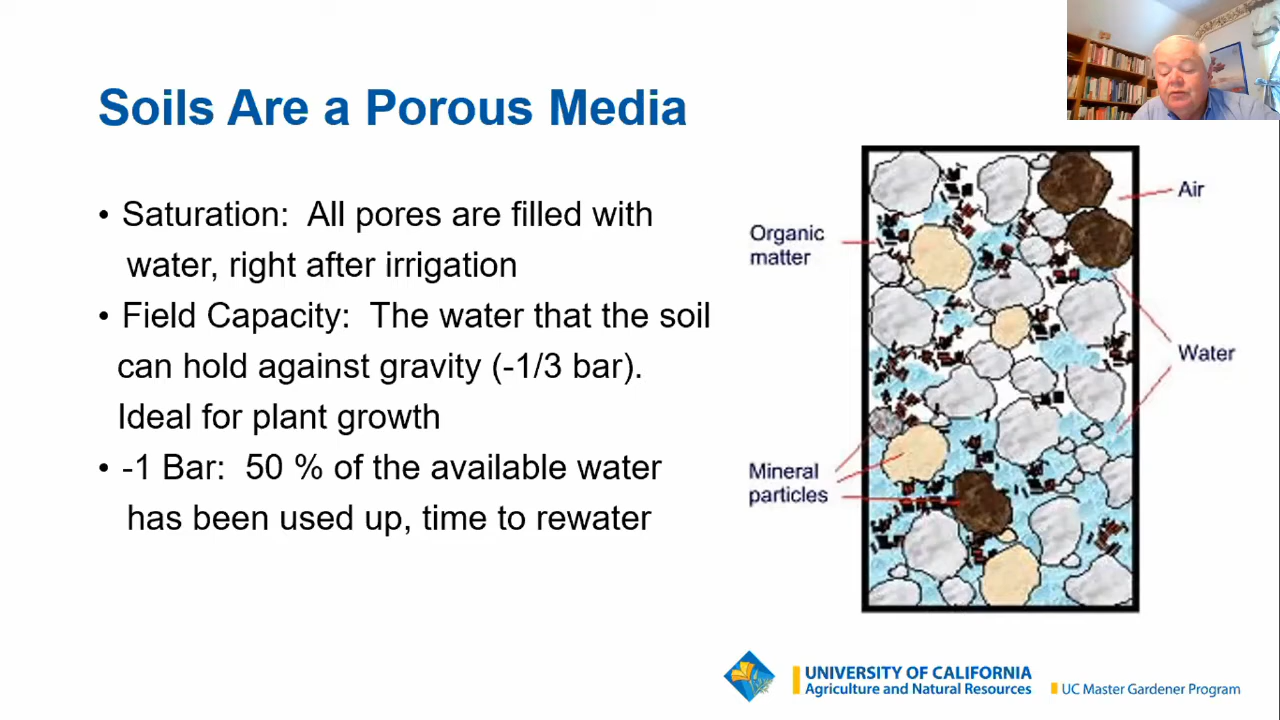 Soils Are a Porous Media
• Saturation: All pores are filled with
water, right after irrigation
• Field Capacity: The water that the soil
can hold against gravity (-1/3 bar).
Ideal for plant growth
• -1 Bar: 50 % of the available water
has been used up, time to rewater
Organic
matter
Air
Water
Mineral
particles
UNIVERSITY OF CALIFORNIA
Agriculture and Natural Resources
UC Master Gardener Program